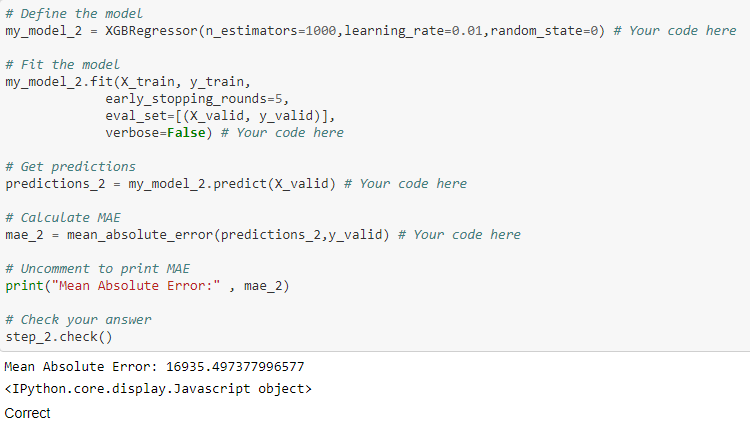 # Define the model
my_model_2 = XGBRegressor(n_estimators=1000,learning_rate=0.01,random_state=0) # Your code here
# Fit the model
my_model_2.fit(X_train, y_train,
early_stopping_rounds=5,
eval_set=[(X_valid, y_valid)],
verbose=False) # Your code here
# Get predictions
predictions_2 = my_model_2.predict(X_valid) # Your code here
# Calculate MAE
mae_2 = mean_absolute_error(predictions_2,y_valid) # Your code here
# Uncomment to print MAE
print("Mean Absolute Error:" , mae_2)
# Check your answer
step_2.check()
Mean Absolute Error: 16935.497377996577
<IPython.core.display.Javascript object>
Correct